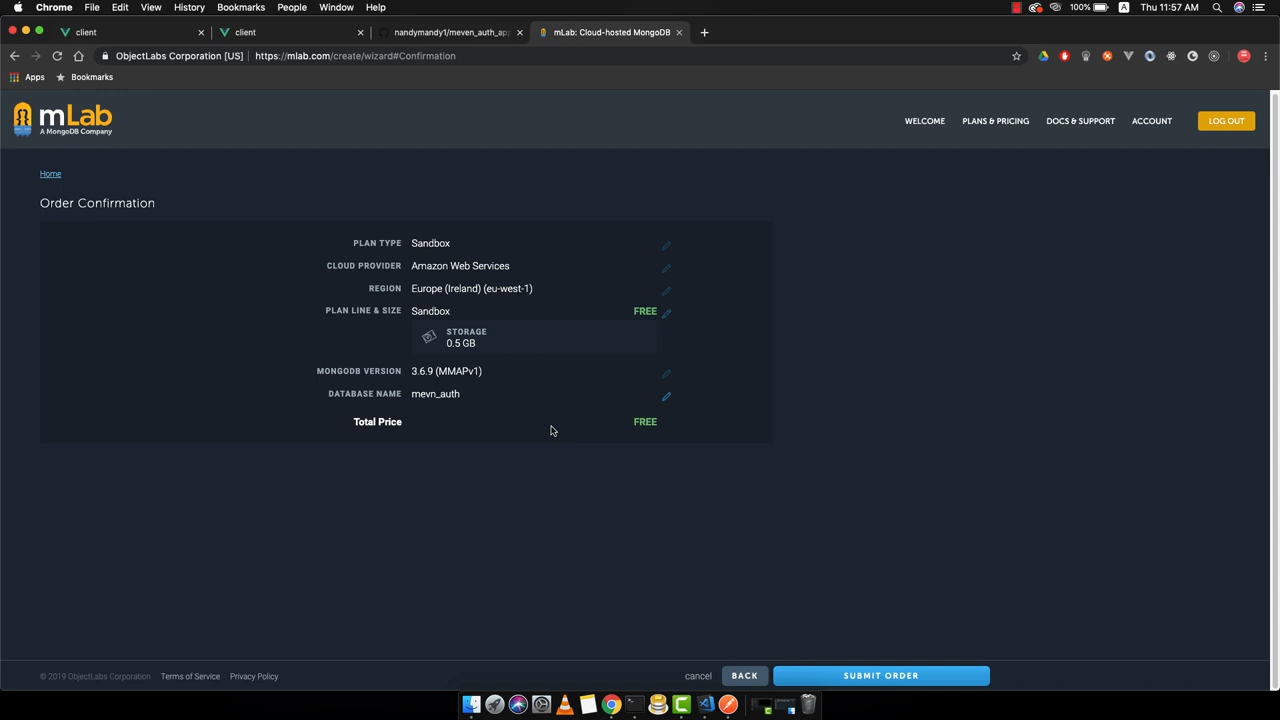 Chrome File Edit View History Bookmarks People Window Help 100% A Thu 11:57 AM
client client nandymandy1/meven_auth_app mLab: Cloud-hosted MongoDB
ObjectLabs Corporation [US] https://mlab.com/create/wizard#Confirmation
Apps Bookmarks
mLab
A MongoDB Company
WELCOME PLANS & PRICING DOCS & SUPPORT ACCOUNT LOG OUT
Home
Order Confirmation
PLAN TYPE Sandbox
CLOUD PROVIDER Amazon Web Services
REGION Europe (Ireland) (eu-west-1)
PLAN LINE & SIZE Sandbox FREE
STORAGE
0.5 GB
MONGODB VERSION 3.6.9 (MMAPv1)
DATABASE NAME mevn_auth
Total Price FREE
© 2019 ObjectLabs Corporation Terms of Service Privacy Policy cancel BACK SUBMIT ORDER